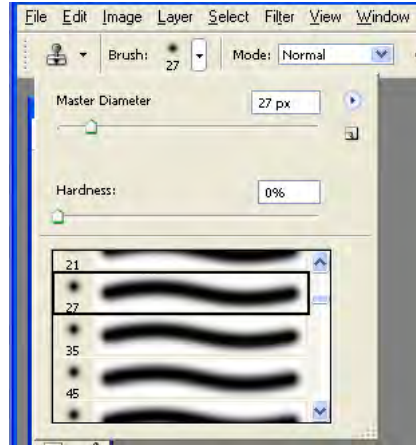 File Edit Image Layer Select Filter View Window
Brush: 27 Mode: Normal
Master Diameter 27 px
Hardness: 0%
21
27
35
45